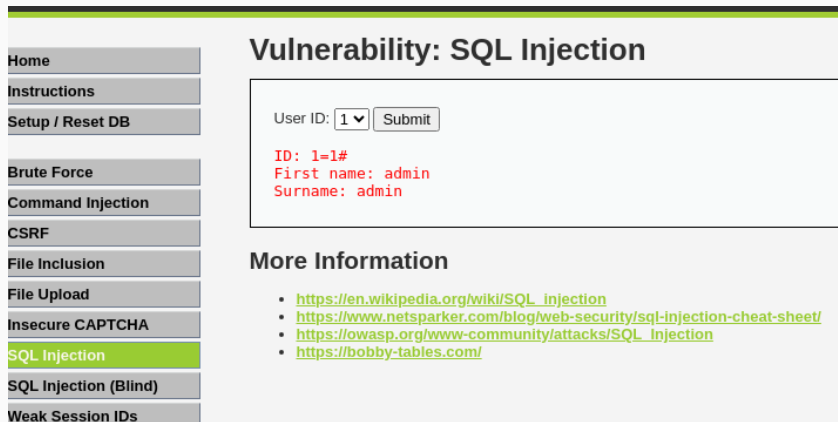 Home
Instructions
Setup / Reset DB
Brute Force
Command Injection
CSRF
File Inclusion
File Upload
Insecure CAPTCHA
SQL Injection
SQL Injection (Blind)
Weak Session IDs
Vulnerability: SQL Injection
User ID: 1 Submit
ID: 1=1#
First name: admin
Surname: admin
More Information
https://en.wikipedia.org/wiki/SQL_injection
https://www.netsparker.com/blog/web-security/sql-injection-cheat-sheet/
https://owasp.org/www-community/attacks/SQL_Injection
https://bobby-tables.com/